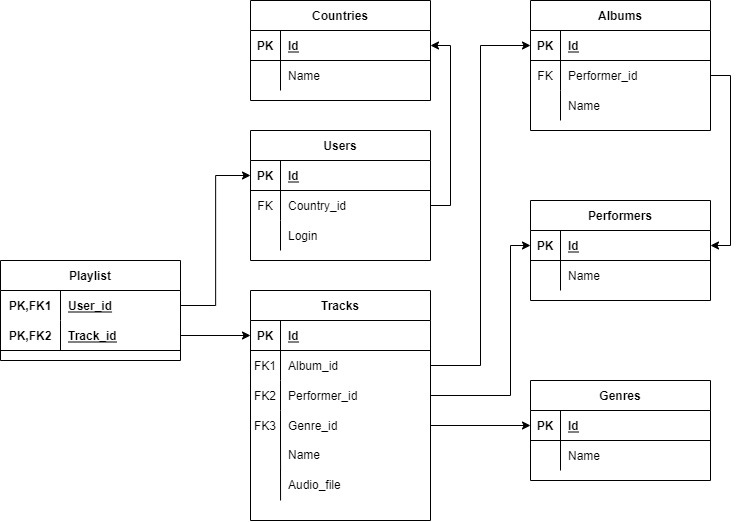 Countries
PK Id
Name
Users
PK Id
FK Country_id
Login
Playlist
PK,FK1 User_id
PK,FK2 Track_id
Tracks
PK Id
FK1 Album_id
FK2 Performer_id
FK3 Genre_id
Name
Audio_file
Albums
PK Id
FK Performer_id
Name
Performers
PK Id
Name
Genres
PK Id
Name